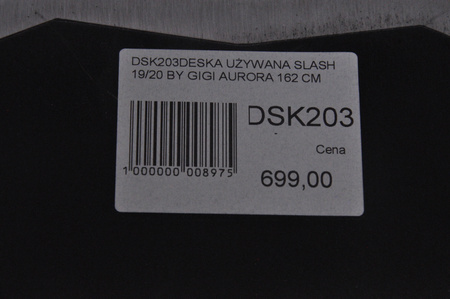 DSK203DESKA UŻYWANA SLASH
19/20 BY GIGI AURORA 162 CM
DSK203
Cena
699,00
1 000000 008975